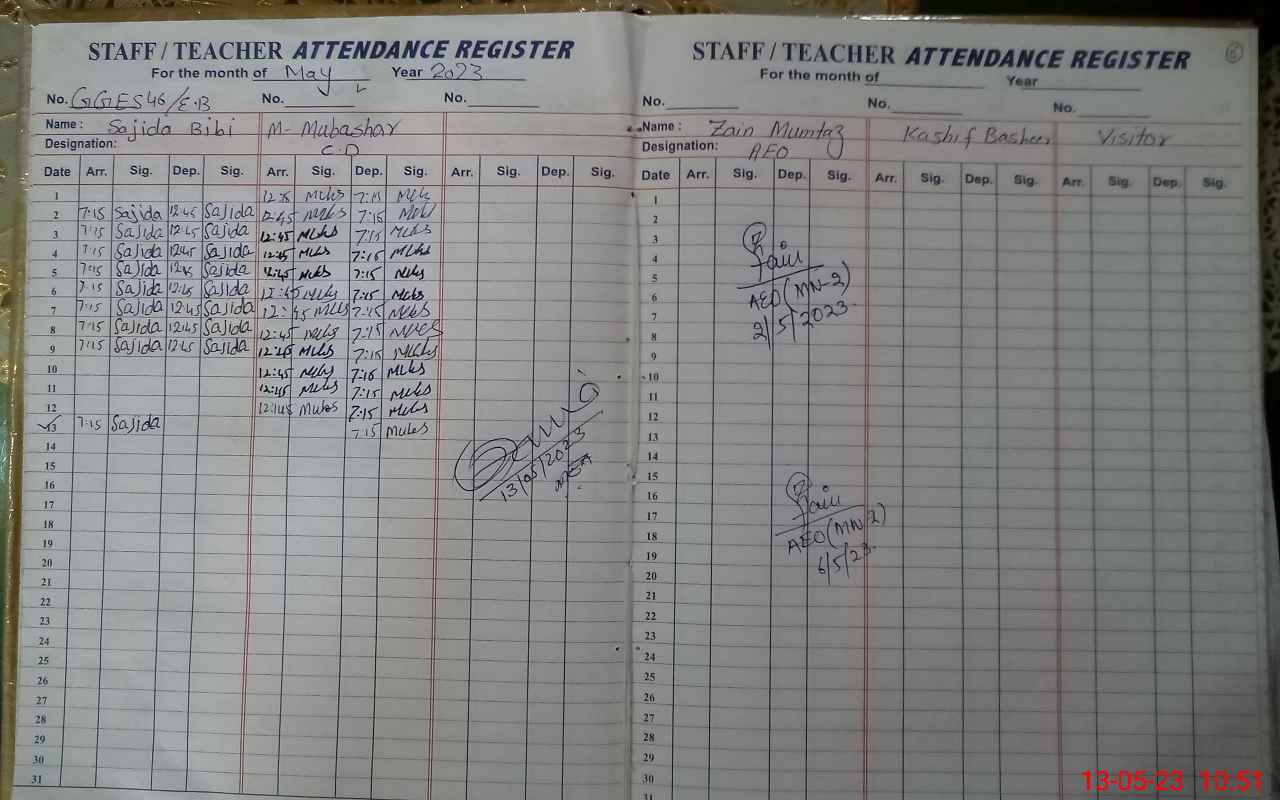 STAFF / TEACHER ATTENDANCE REGISTER
For the month of May Year 2023
No. GGES 46/E.B No. No.
Name : Sajida Bibi M. Mubashar
Designation: C.D
Date Arr. Sig. Dep. Sig. Arr. Sig. Dep. Sig. Arr. Sig. Dep. Sig.
1 7:15
2 7:15 Sajida 12:45 Sajida 12:45 7:15
3 7:15 Sajida 12:45 Sajida 12:45 7:15
4 7:15 Sajida 12:45 Sajida 12:45 7:15
5 7:15 Sajida 12:45 Sajida 12:45 7:15
6 7:15 Sajida 12:45 Sajida 12:45 7:15
7 7:15 Sajida 12:45 Sajida 12:45 7:15
8 7:15 Sajida 12:45 Sajida 12:45 7:15
9 7:15 Sajida 12:45 Sajida 12:45 7:15
10 12:45 7:15
11 12:45 7:15
12 12:45 7:15
13 7:15 Sajida 7:15
14
15
16
17
18
19
20
21
22
23
24
25
26
27
28
29
30
31
13/05/2023
STAFF / TEACHER ATTENDANCE REGISTER
6
For the month of Year
No. No. No.
Name : Zain Mumtaz Kashif Basheer Visitor
Designation: AEO
Date Arr. Sig. Dep. Sig. Arr. Sig. Dep. Sig. Arr. Sig. Dep. Sig.
1
2
3
4
5
6
7
8
9
10
11
12
13
14
15
16
17
18
19
20
21
22
23
24
25
26
27
28
29
30
31
Zain
AEO (MN-2)
2/5/2023.
Zain
AEO (MN-2)
6/5/23.
13-05-23 10:51